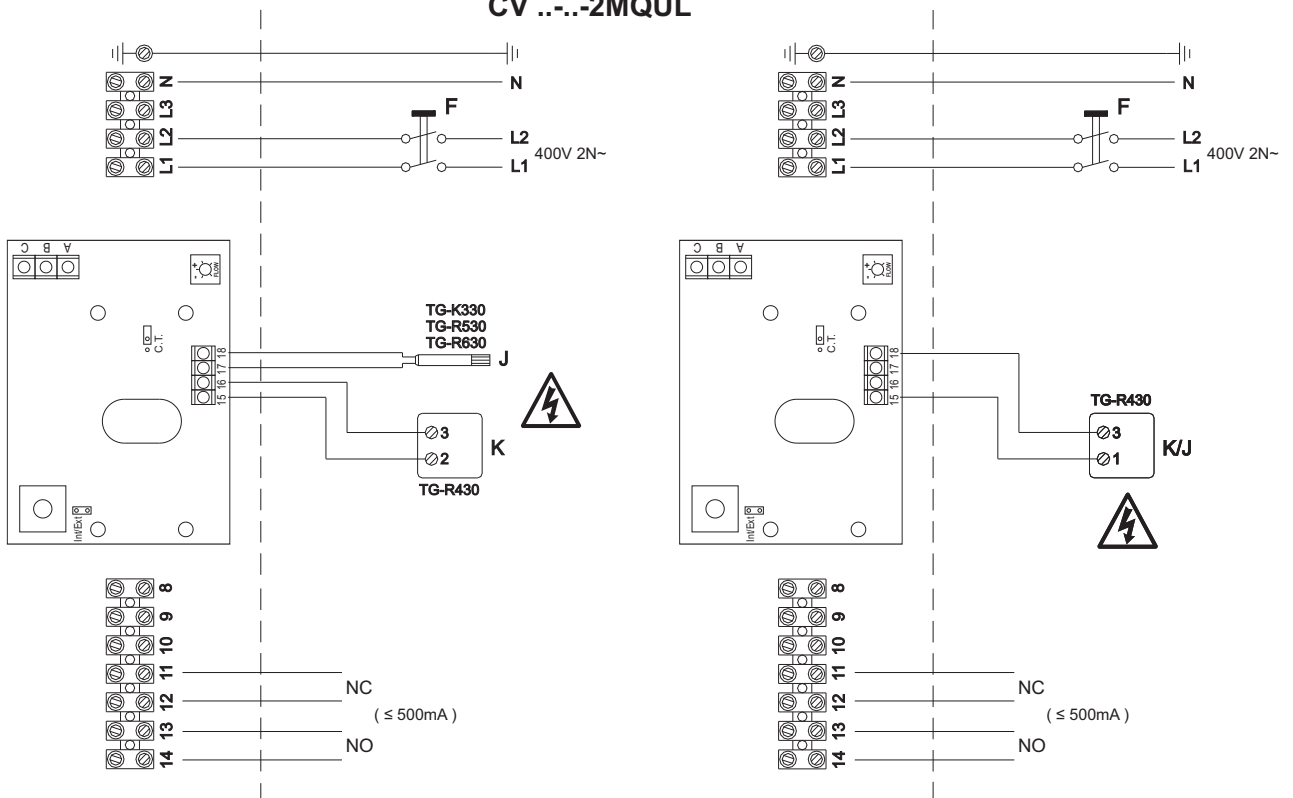 CV ..-..-2MQUL
N
L3
L2
L1
N
F
L2
L1
400V 2N~
C B A
+
-
FLOW
C.T.
18
17
16
15
Int/Ext
TG-K330
TG-R530
TG-R630
J
3
2
K
TG-R430
8
9
10
11
12
13
14
NC
( ≤ 500mA )
NO
N
L3
L2
L1
N
F
L2
L1
400V 2N~
C B A
+
-
FLOW
C.T.
18
17
16
15
Int/Ext
TG-R430
3
1
K/J
8
9
10
11
12
13
14
NC
( ≤ 500mA )
NO